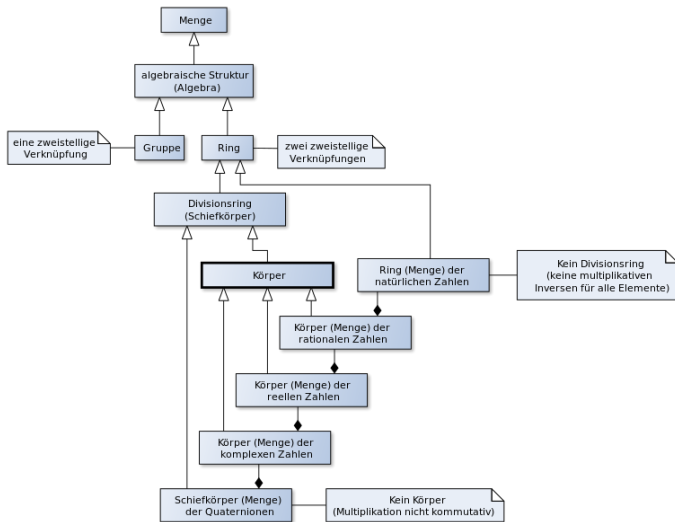 Menge
algebraische Struktur
(Algebra)
eine zweistellige
Verknüpfung
Gruppe
Ring
zwei zweistellige
Verknüpfungen
Divisionsring
(Schiefkörper)
Körper
Ring (Menge) der
natürlichen Zahlen
Kein Divisionsring
(keine multiplikativen
Inversen für alle Elemente)
Körper (Menge) der
rationalen Zahlen
Körper (Menge) der
reellen Zahlen
Körper (Menge) der
komplexen Zahlen
Schiefkörper (Menge)
der Quaternionen
Kein Körper
(Multiplikation nicht kommutativ)